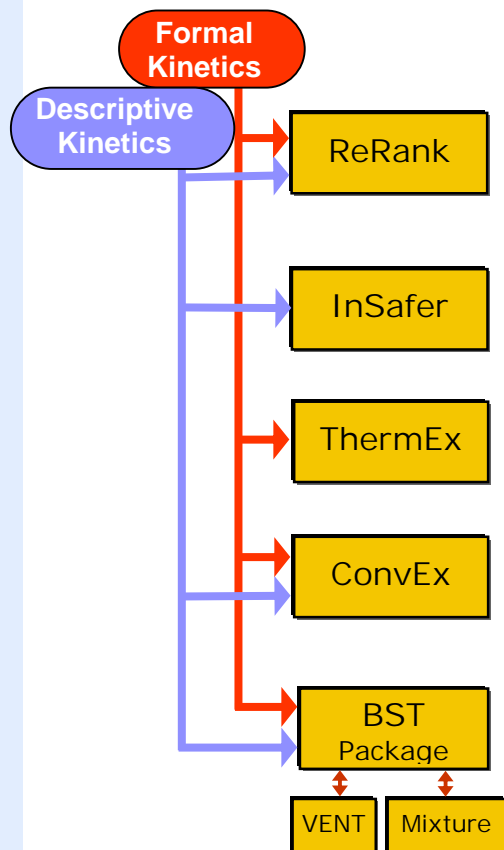 Formal
Kinetics
Descriptive
Kinetics
ReRank
InSafer
ThermEx
ConvEx
BST
Package
VENT
Mixture